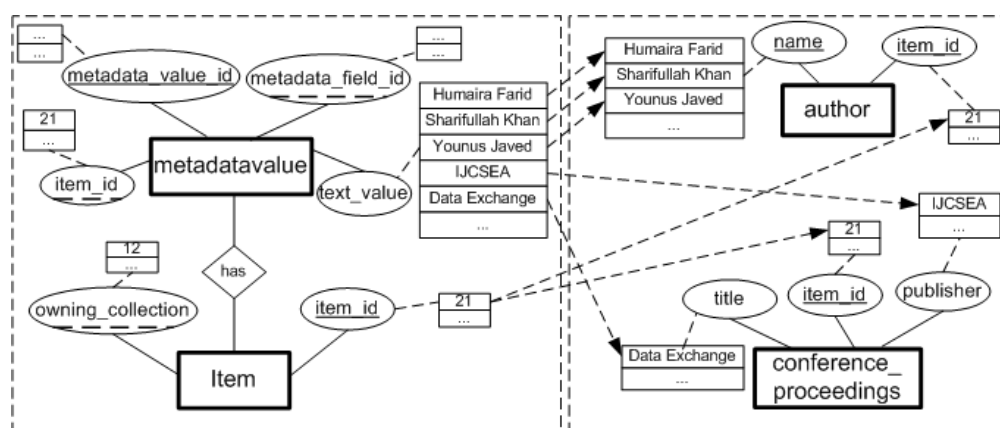 ...
...
metadata_value_id
metadata_field_id
...
...
21
...
item_id
metadatavalue
text_value
Humaira Farid
Sharifullah Khan
Younus Javed
IJCSEA
Data Exchange
...
has
12
...
owning_collection
item_id
21
...
Item
Humaira Farid
Sharifullah Khan
Younus Javed
...
name
item_id
author
21
...
IJCSEA
...
21
...
title
item_id
publisher
Data Exchange
...
conference_
proceedings